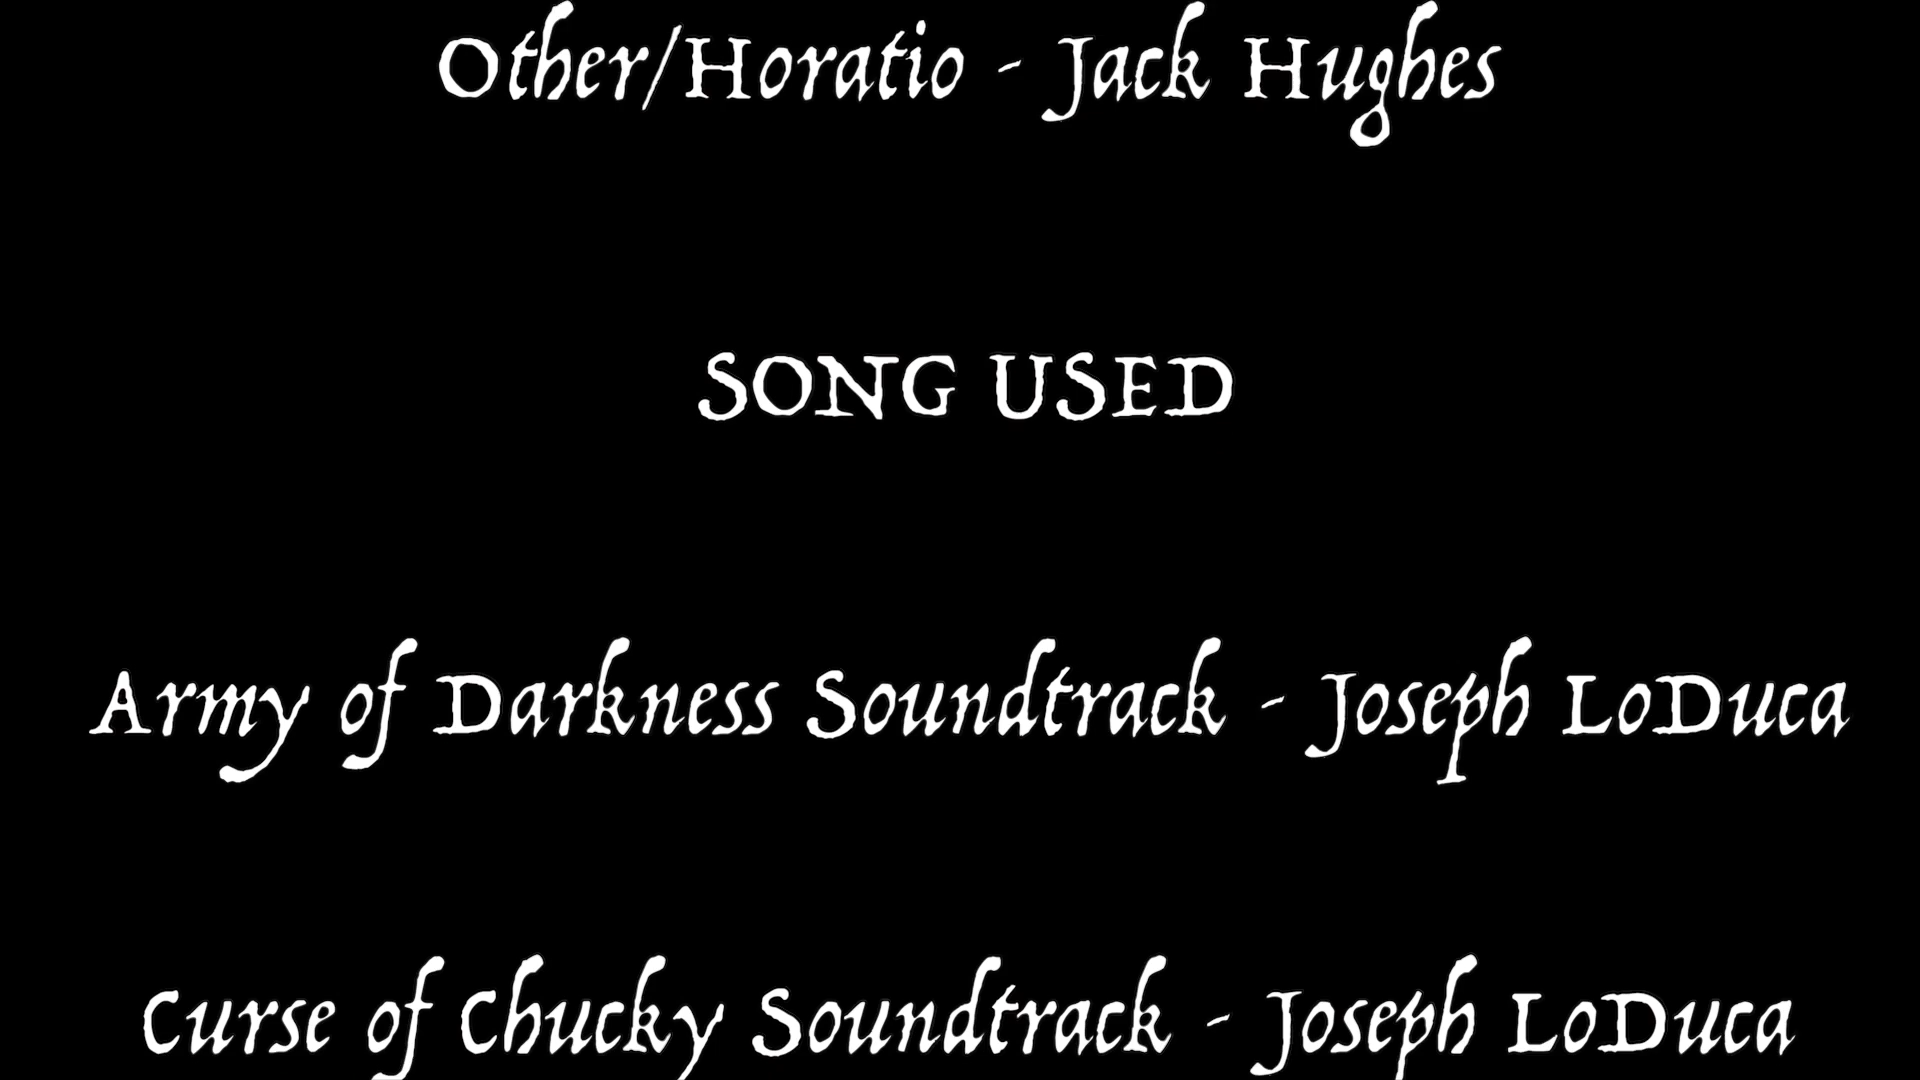 Other/Horatio - Jack Hughes
SONG USED
Army of Darkness Soundtrack - Joseph LoDuca
Curse of Chucky Soundtrack - Joseph LoDuca